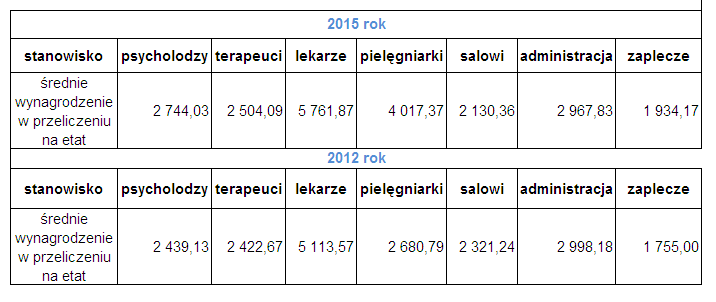 2015 rok
stanowisko psycholodzy terapeuci lekarze pielęgniarki salowi administracja zaplecze
średnie
wynagrodzenie
w przeliczeniu
na etat
2 744,03 2 504,09 5 761,87 4 017,37 2 130,36 2 967,83 1 934,17
2012 rok
stanowisko psycholodzy terapeuci lekarze pielęgniarki salowi administracja zaplecze
średnie
wynagrodzenie
w przeliczeniu
na etat
2 439,13 2 422,67 5 113,57 2 680,79 2 321,24 2 998,18 1 755,00